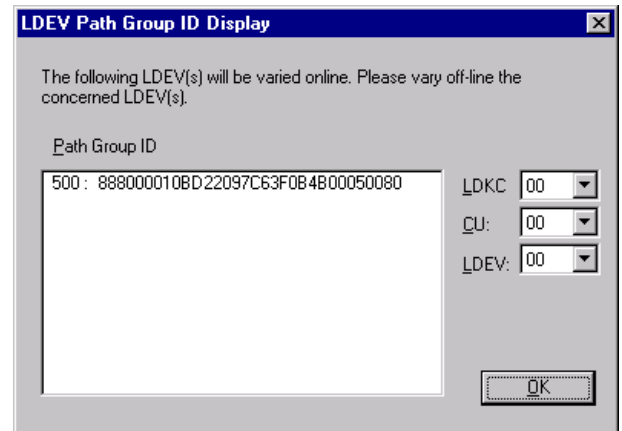 LDEV Path Group ID Display
The following LDEV(s) will be varied online. Please vary off-line the
concerned LDEV(s).
Path Group ID
500 : 888000010BD22097C63F0B4B00050080
LDKC 00
CU: 00
LDEV: 00
OK